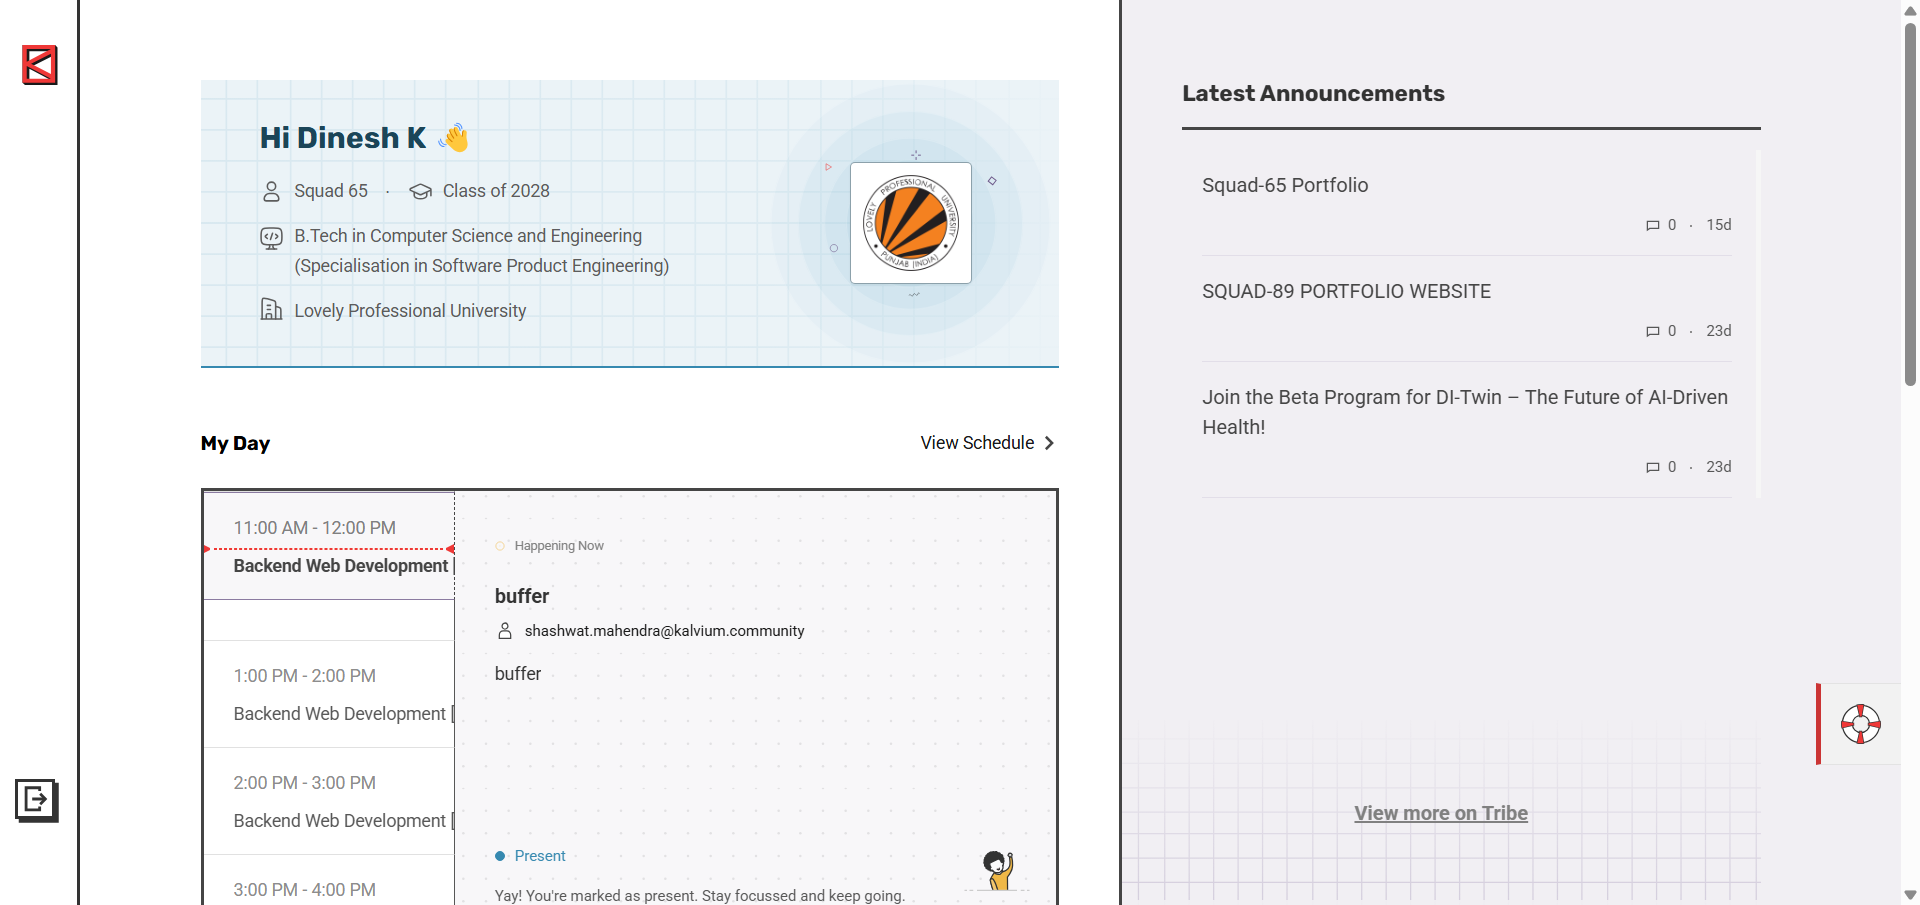 Hi Dinesh K 👋
Squad 65 · Class of 2028
B.Tech in Computer Science and Engineering
(Specialisation in Software Product Engineering)
Lovely Professional University
LOVELY PROFESSIONAL UNIVERSITY
PUNJAB (INDIA)
My Day
View Schedule
11:00 AM - 12:00 PM
Backend Web Development [
1:00 PM - 2:00 PM
Backend Web Development [
2:00 PM - 3:00 PM
Backend Web Development [
3:00 PM - 4:00 PM
Happening Now
buffer
shashwat.mahendra@kalvium.community
buffer
Present
Yay! You're marked as present. Stay focussed and keep going.
Latest Announcements
Squad-65 Portfolio
0 · 15d
SQUAD-89 PORTFOLIO WEBSITE
0 · 23d
Join the Beta Program for DI-Twin – The Future of AI-Driven
Health!
0 · 23d
View more on Tribe